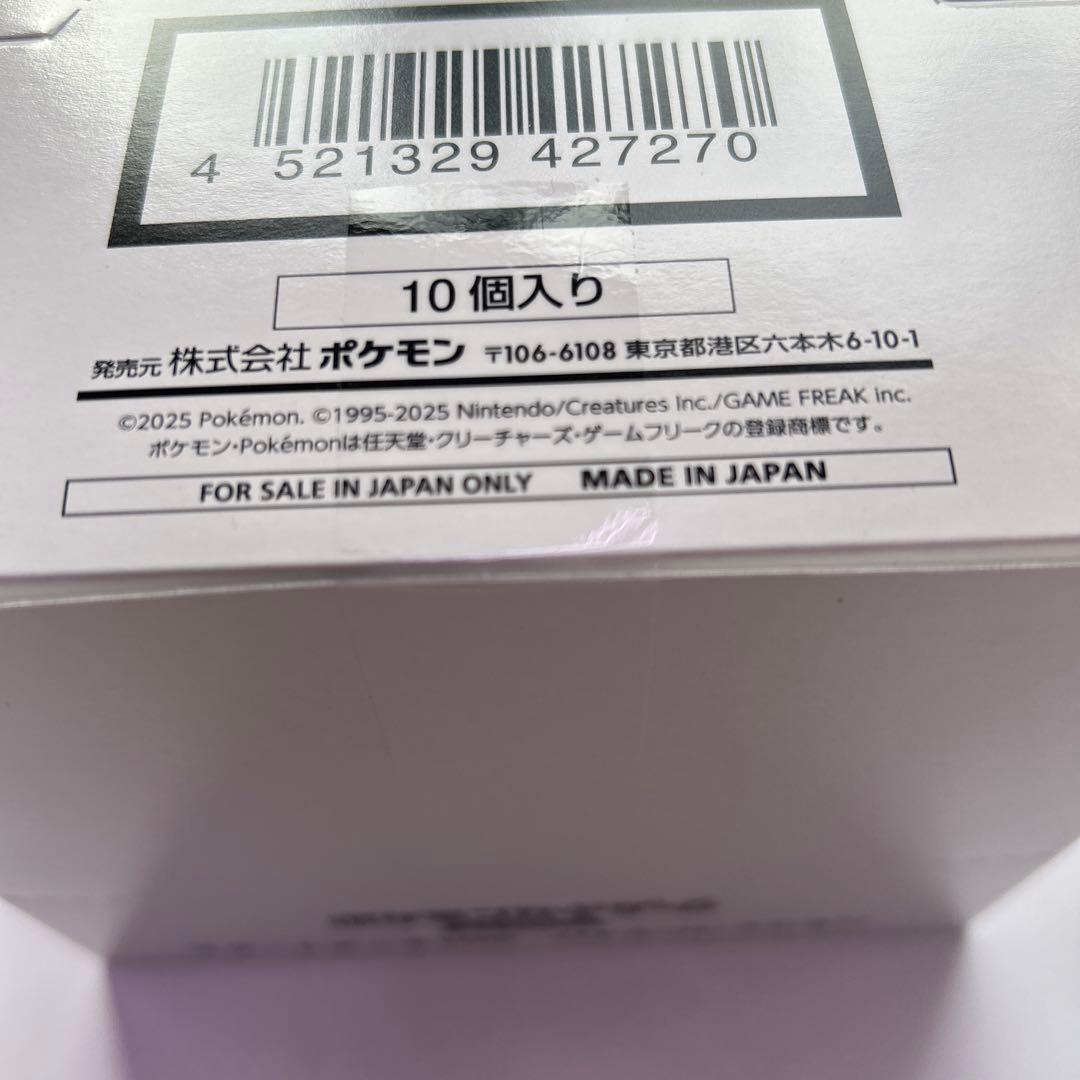 4 521329 427270
10個入り
発売元 株式会社 ポケモン 〒106-6108 東京都港区六本木6-10-1
©2025 Pokémon. ©1995-2025 Nintendo/Creatures Inc./GAME FREAK inc.
ポケモン・Pokémonは任天堂・クリーチャーズ・ゲームフリークの登録商標です。
FOR SALE IN JAPAN ONLY MADE IN JAPAN